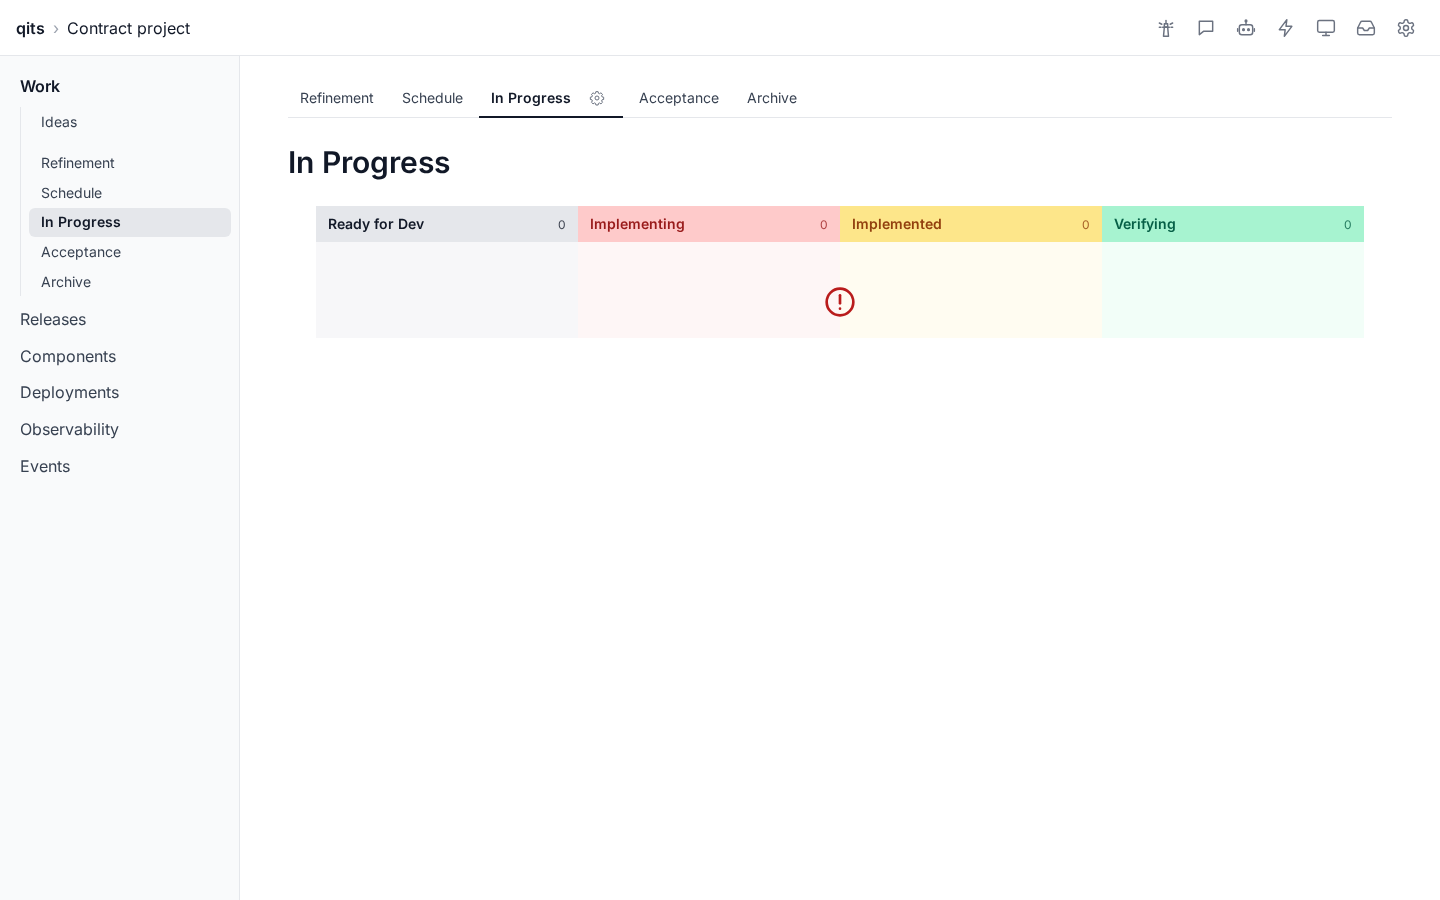 qits › Contract project
Work
Ideas
Refinement
Schedule
In Progress
Acceptance
Archive
Releases
Components
Deployments
Observability
Events
Refinement Schedule In Progress Acceptance Archive
In Progress
Ready for Dev 0 Implementing 0 Implemented 0 Verifying 0